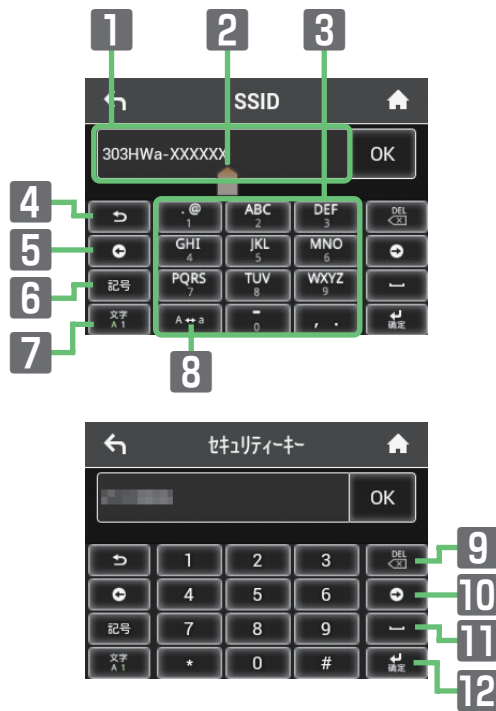 1 2 3
SSID
303HWa-XXXXXX OK
4 .@ 1 ABC 2 DEF 3 DEL
5 GHI 4 JKL 5 MNO 6
6 記号 PQRS 7 TUV 8 WXYZ 9
7 文字 A1 A↔a - 0 , . 確定
8
セキュリティーキー
OK
1 2 3 DEL 9
4 5 6 10
記号 7 8 9 11
文字 A1 * 0 # 確定 12